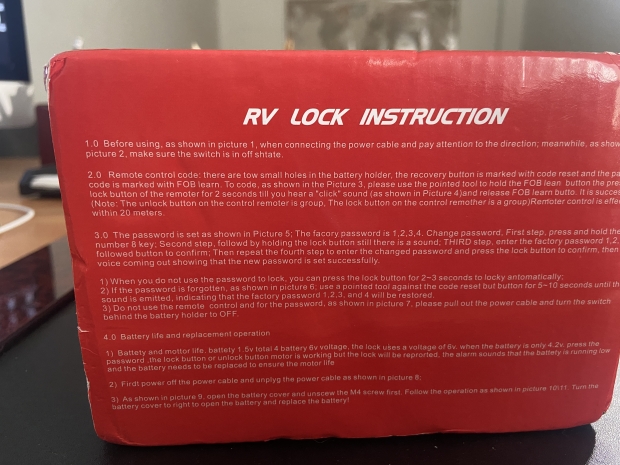 RV LOCK INSTRUCTION
1.0 Before using, as shown in picture 1, when connecting the power cable and pay attention to the direction; meanwhile, as show
picture 2, make sure the switch is in off shtate.
2.0 Remote control code: there are tow small holes in the battery holder, the recovery button is marked with code reset and the pa
code is marked with FOB learn. To code, as shown in the Picture 3, please use the pointed tool to hold the FOB lean button the pre
lock button of the remoter for 2 seconds till you hear a "click" sound (as shown in Picture 4)and release FOB learn butto. It is succes
(Note: The unlock button on the control remoter is group, The lock button on the control remother is a group)Remtoter control is effect
within 20 meters.
3.0 The password is set as shown in Picture 5; The facory password is 1,2,3,4. Change password. First step, press and hold the
number 8 key; Second step, followd by holding the lock button still there is a sound; THIRD step, enter the factory password 1,2,
followed button to confirm; Then repeat the fourth step to enter the changed password and press the lock button to confirm, then
voice coming out showing that the new password is set successfully.
1) When you do not use the password to lock, you can press the lock button for 2~3 seconds to locky antomatically;
2) If the password is forgotten, as shown in picture 6; use a pointed tool against the code reset but button for 5~10 seconds until th
sound is emitted, indicating that the factory password 1,2,3, and 4 will be restored.
3) Do not use the remote control and for the password, as shown in picture 7, please pull out the power cable and turn the switch
behind the battery holder to OFF.
4.0 Battery life and replacement operation
1) Battety and mottor life, battety 1.5v total 4 battery 6v voltage, the lock uses a voltage of 6v. when the battery is only 4.2v. press the
password ,the lock button or unlock button motor is working but the lock will be reprorted, the alarm sounds that the battety is running low
and the battety needs to be replaced to ensure the motor life
2) Firdt power off the power cable and unplyg the power cable as shown in picture 8;
3) As shown in picture 9, open the battery cover and unscew the M4 screw first. Follow the operation as shown in picture 10\11. Turn the
battery cover to right to open the battery and replace the battery!